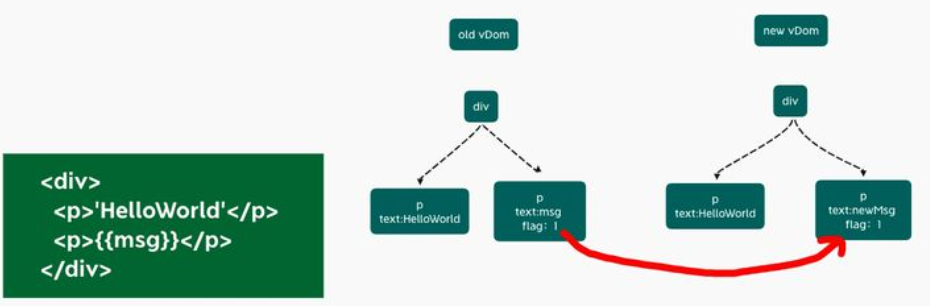 <div>
<p>'HelloWorld'</p>
<p>{{msg}}</p>
</div>
old vDom
div
p
text:HelloWorld
p
text:msg
flag: 1
new vDom
div
p
text:HelloWorld
p
text:newMsg
flag: 1